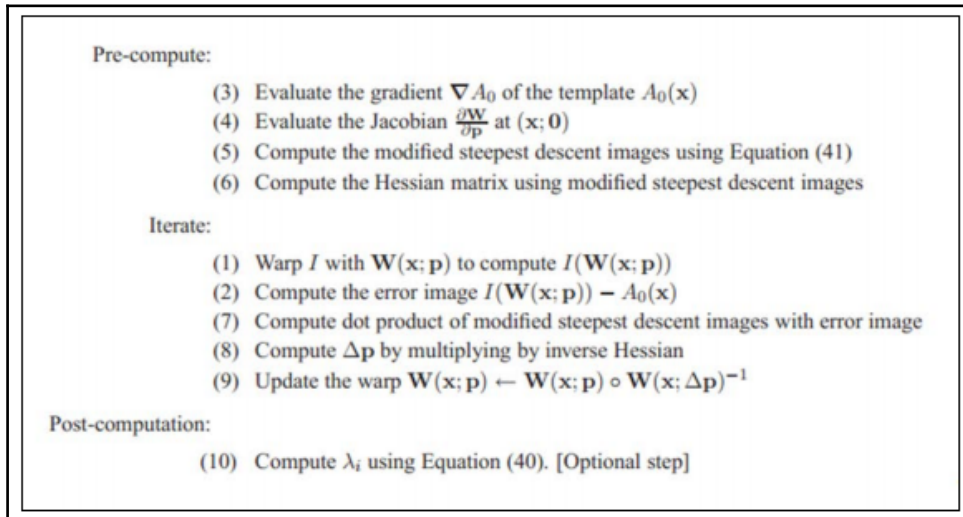 Pre-compute:
(3) Evaluate the gradient ∇A₀ of the template A₀(x)
(4) Evaluate the Jacobian ∂W/∂p at (x; 0)
(5) Compute the modified steepest descent images using Equation (41)
(6) Compute the Hessian matrix using modified steepest descent images
Iterate:
(1) Warp I with W(x; p) to compute I(W(x; p))
(2) Compute the error image I(W(x; p)) − A₀(x)
(7) Compute dot product of modified steepest descent images with error image
(8) Compute Δp by multiplying by inverse Hessian
(9) Update the warp W(x; p) ← W(x; p) ∘ W(x; Δp)⁻¹
Post-computation:
(10) Compute λᵢ using Equation (40). [Optional step]